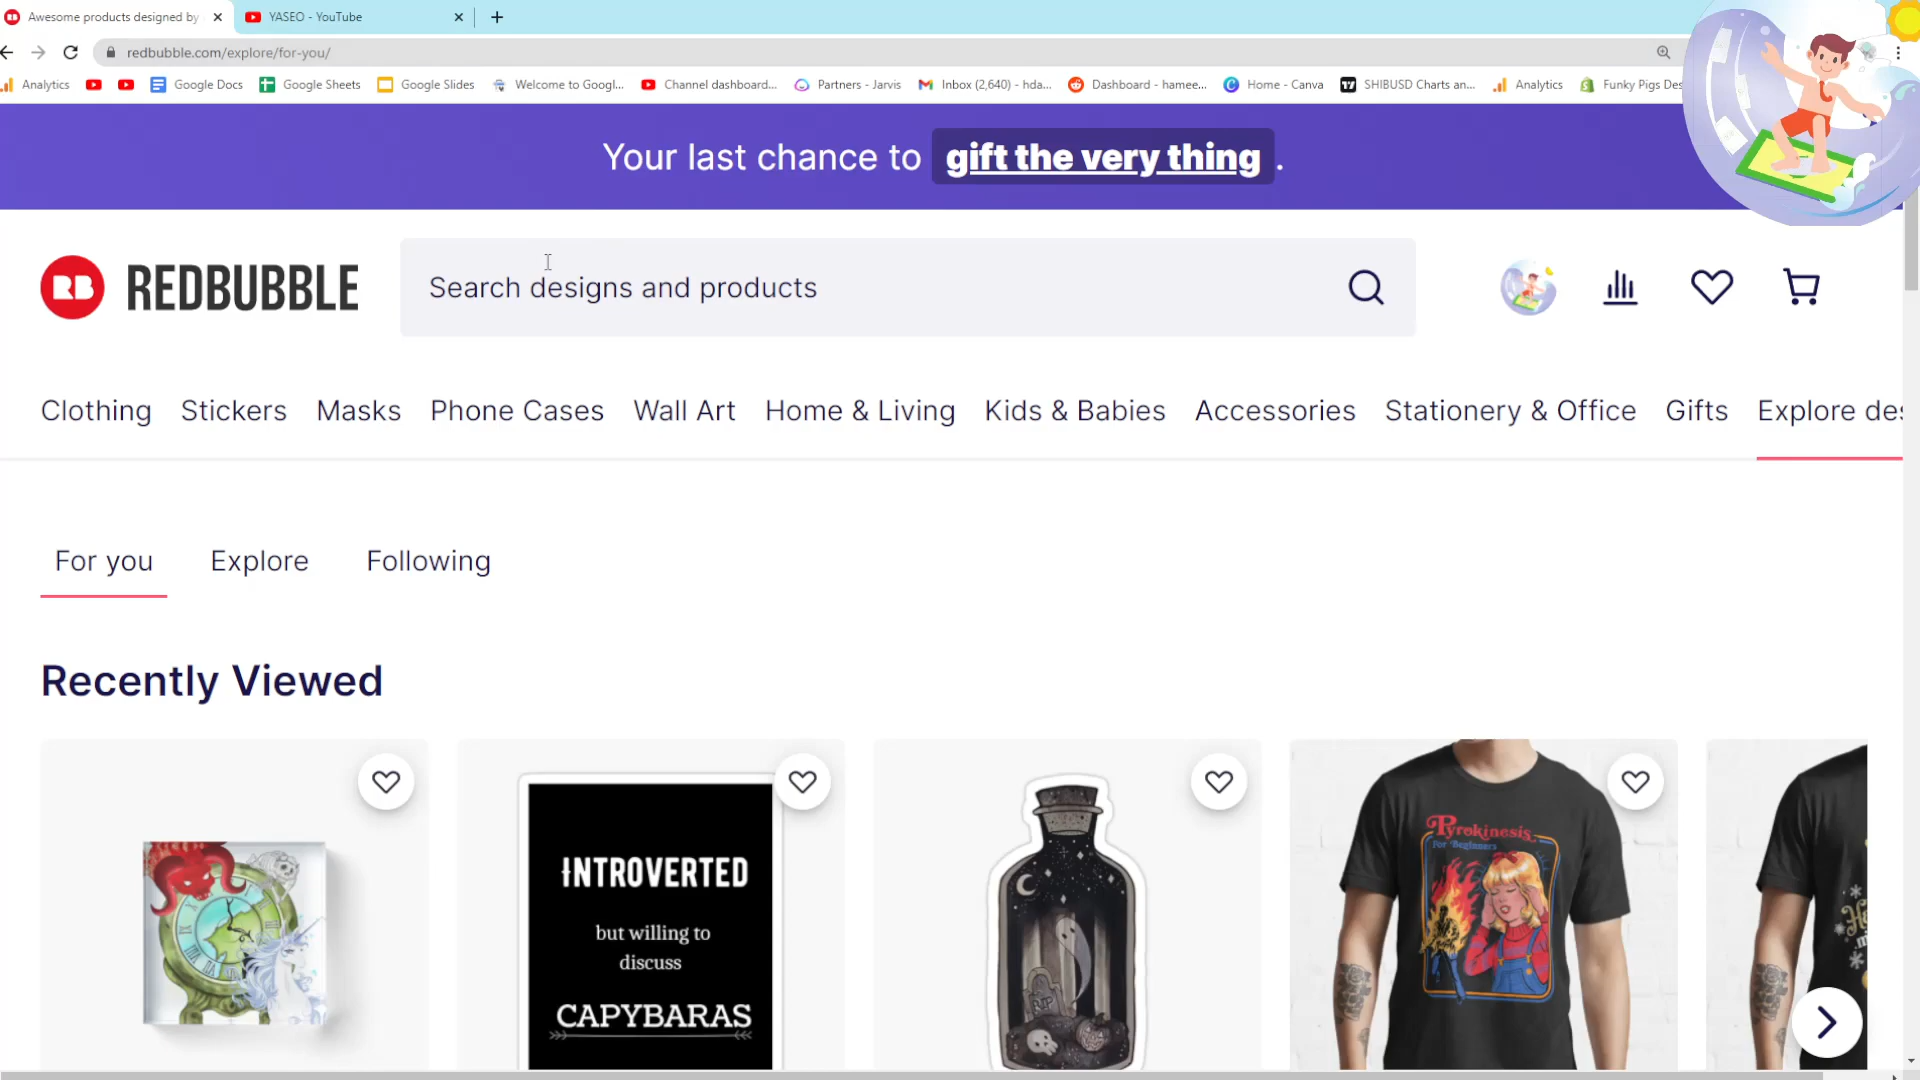 Awesome products designed by
YASEO - YouTube
redbubble.com/explore/for-you/
Analytics
Google Docs
Google Sheets
Google Slides
Welcome to Googl...
Channel dashboard...
Partners - Jarvis
Inbox (2,640) - hda...
Dashboard - hamee...
Home - Canva
SHIBUSD Charts an...
Analytics
Funky Pigs Des
Your last chance to gift the very thing.
RB REDBUBBLE
Search designs and products
Clothing
Stickers
Masks
Phone Cases
Wall Art
Home & Living
Kids & Babies
Accessories
Stationery & Office
Gifts
Explore des
For you
Explore
Following
Recently Viewed
INTROVERTED
but willing to
discuss
CAPYBARAS
RIP
Pyrokinesis
For Beginners